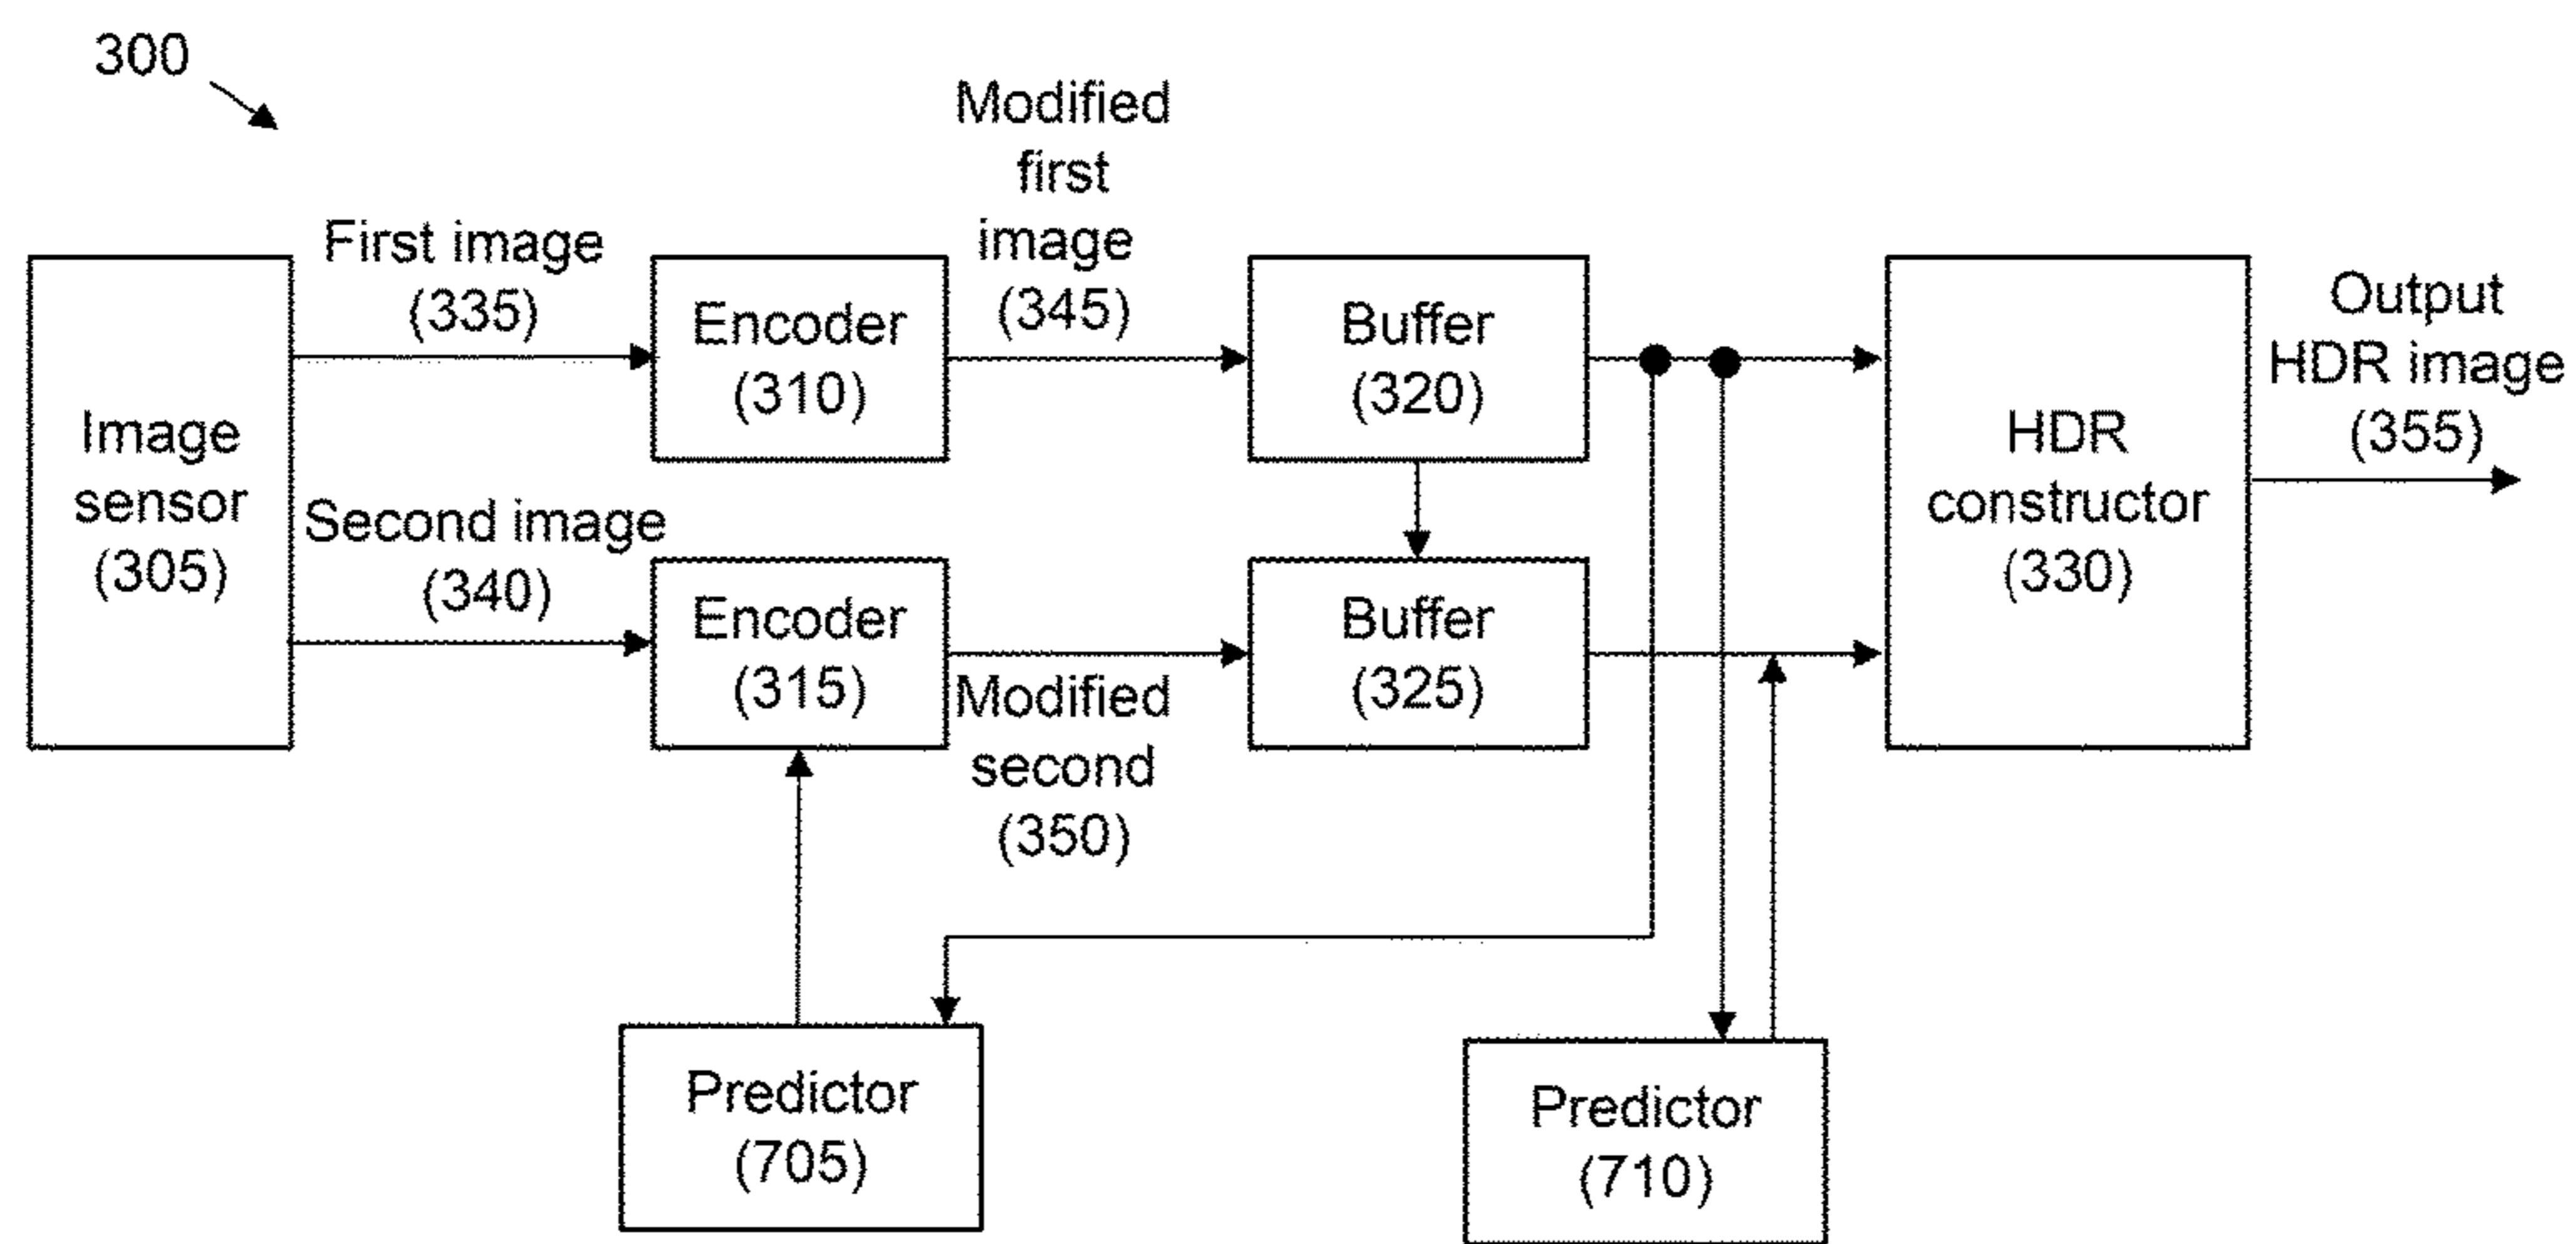 300
Modified
first
image
(345)
First image
(335)
Encoder
(310)
Buffer
(320)
Output
HDR image
(355)
Image
sensor
(305)
Second image
(340)
Encoder
(315)
Modified
second
(350)
Buffer
(325)
HDR
constructor
(330)
Predictor
(705)
Predictor
(710)